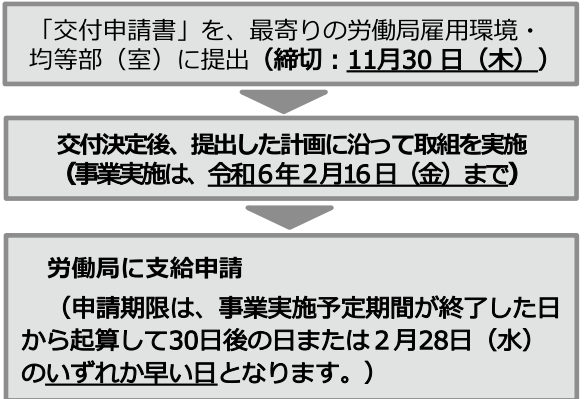 「交付申請書」を、最寄りの労働局雇用環境・
均等部（室）に提出（締切：11月30 日（木））
交付決定後、提出した計画に沿って取組を実施
（事業実施は、令和６年２月16日（金）まで）
労働局に支給申請
（申請期限は、事業実施予定期間が終了した日
から起算して30日後の日または２月28日（水）
のいずれか早い日となります。）